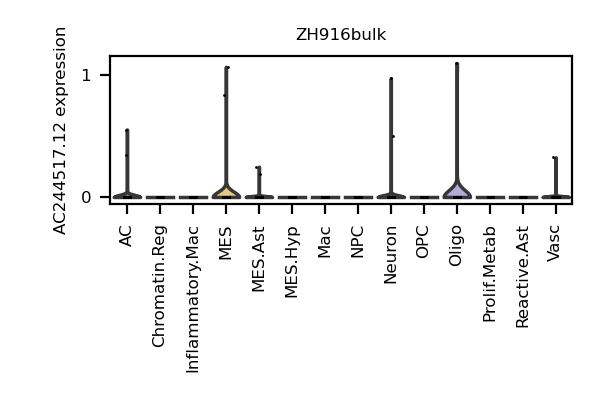 ZH916bulk
AC244517.12 expression
1
0
AC
Chromatin.Reg
Inflammatory.Mac
MES
MES.Ast
MES.Hyp
Mac
NPC
Neuron
OPC
Oligo
Prolif.Metab
Reactive.Ast
Vasc